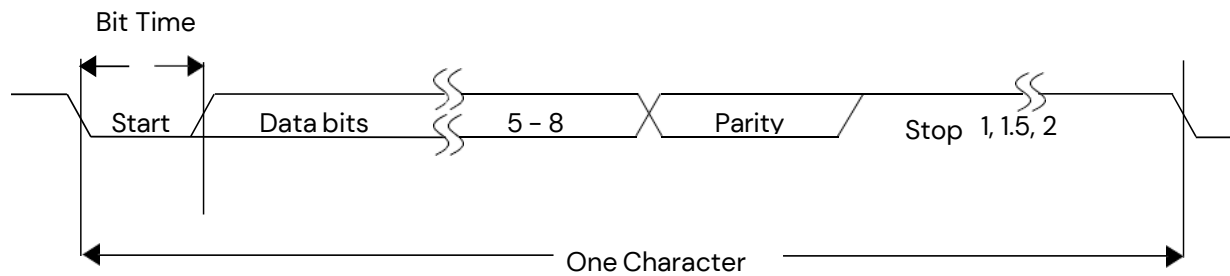 Bit Time
Start Data bits 5 - 8 Parity Stop 1, 1.5, 2
One Character